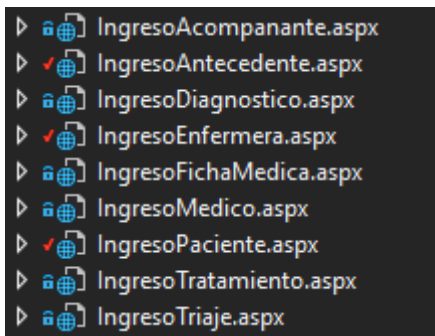 IngresoAcompanante.aspx
IngresoAntecedente.aspx
IngresoDiagnostico.aspx
IngresoEnfermera.aspx
IngresoFichaMedica.aspx
IngresoMedico.aspx
IngresoPaciente.aspx
IngresoTratamiento.aspx
IngresoTriaje.aspx